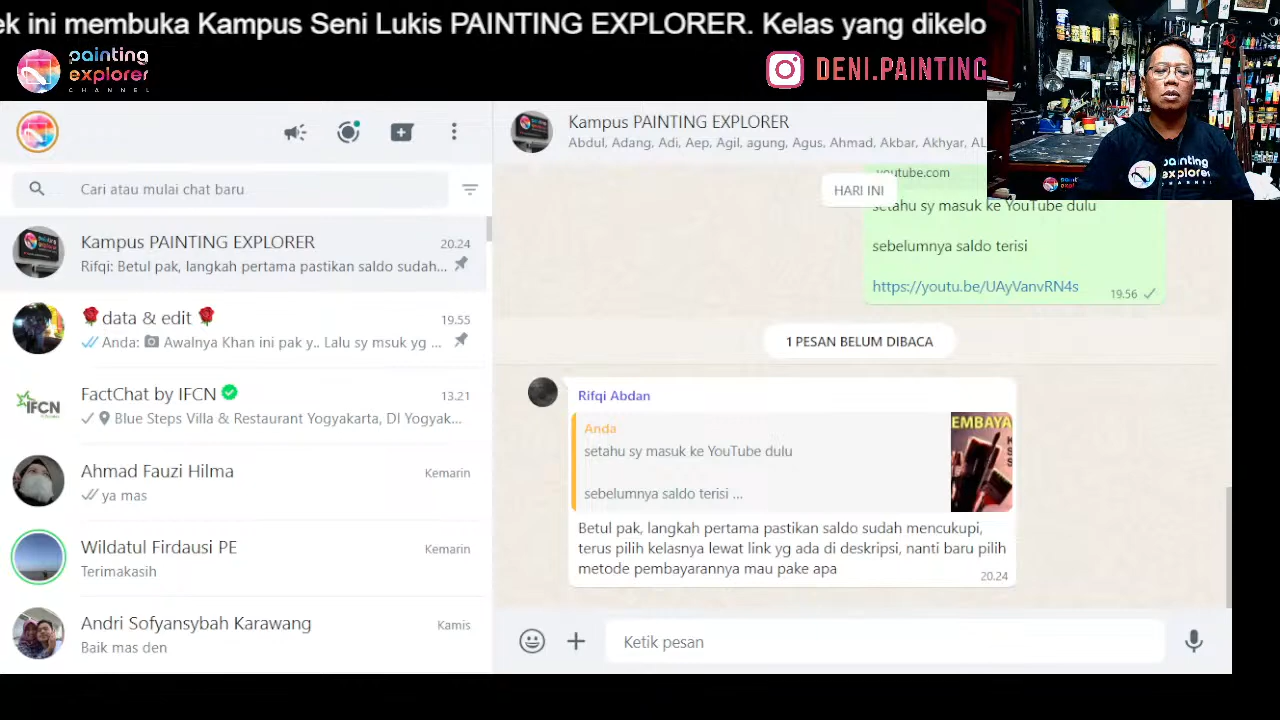 ek ini membuka Kampus Seni Lukis PAINTING EXPLORER. Kelas yang dikelo
painting
explorer
CHANNEL
DENI.PAINTING
painting
explorer
CHANNEL
Kampus PAINTING EXPLORER
Abdul, Adang, Adi, Aep, Agil, agung, Agus, Ahmad, Akbar, Akhyar, AL
Cari atau mulai chat baru
Kampus PAINTING EXPLORER
20.24
Rifqi: Betul pak, langkah pertama pastikan saldo sudah...
data & edit
19.55
Anda: Awalnya Khan ini pak y.. Lalu sy msuk yg ...
FactChat by IFCN
13.21
IFCN
Blue Steps Villa & Restaurant Yogyakarta, DI Yogyak...
Ahmad Fauzi Hilma
Kemarin
ya mas
Wildatul Firdausi PE
Kemarin
Terimakasih
Andri Sofyansybah Karawang
Kamis
Baik mas den
youtube.com
HARI INI
setahu sy masuk ke YouTube dulu
sebelumnya saldo terisi
https://youtu.be/UAyVanvRN4s
19.56
1 PESAN BELUM DIBACA
Rifqi Abdan
Anda
setahu sy masuk ke YouTube dulu
sebelumnya saldo terisi ...
EMBAYA
Betul pak, langkah pertama pastikan saldo sudah mencukupi,
terus pilih kelasnya lewat link yg ada di deskripsi, nanti baru pilih
metode pembayarannya mau pake apa
20.24
Ketik pesan